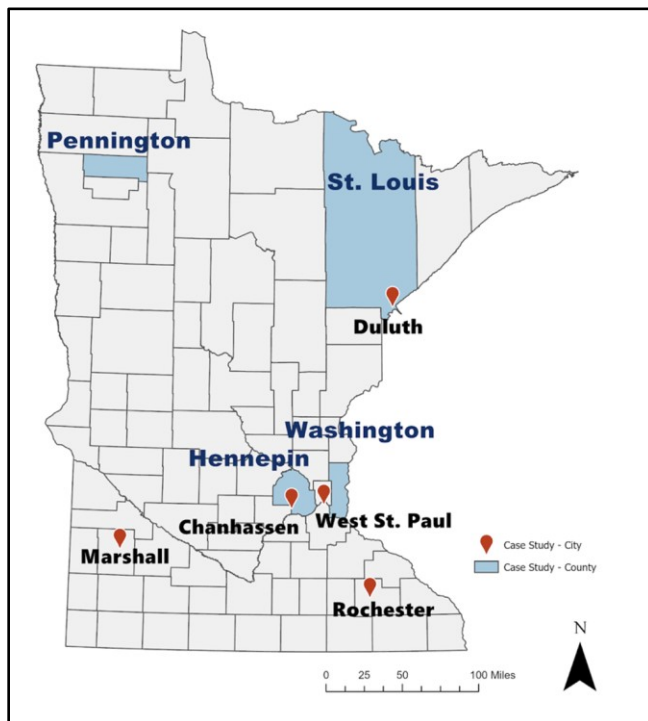 Pennington
St. Louis
Duluth
Washington
Hennepin
Chanhassen
West St. Paul
Marshall
Rochester
Case Study - City
Case Study - County
N
0 25 50 100 Miles